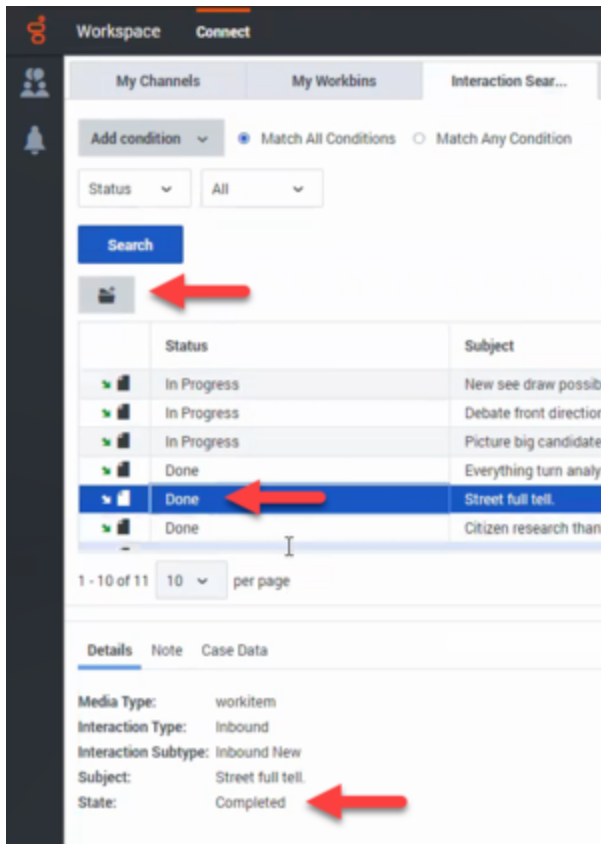 Workspace Connect
My Channels My Workbins Interaction Sear...
Add condition Match All Conditions Match Any Condition
Status All
Search
Status Subject
In Progress New see draw possib
In Progress Debate front direction
In Progress Picture big candidate
Done Everything turn analy
Done Street full tell.
Done Citizen research than
1 - 10 of 11 10 per page
Details Note Case Data
Media Type: workitem
Interaction Type: Inbound
Interaction Subtype: Inbound New
Subject: Street full tell.
State: Completed